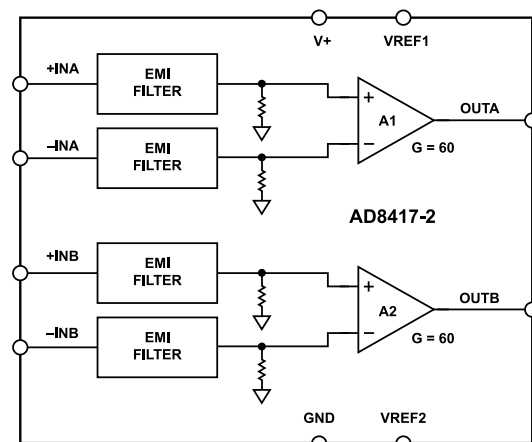 V+
VREF1
+INA
EMI
FILTER
+
A1
OUTA
–INA
EMI
FILTER
–
G = 60
AD8417-2
+INB
EMI
FILTER
+
A2
OUTB
–INB
EMI
FILTER
–
G = 60
GND
VREF2